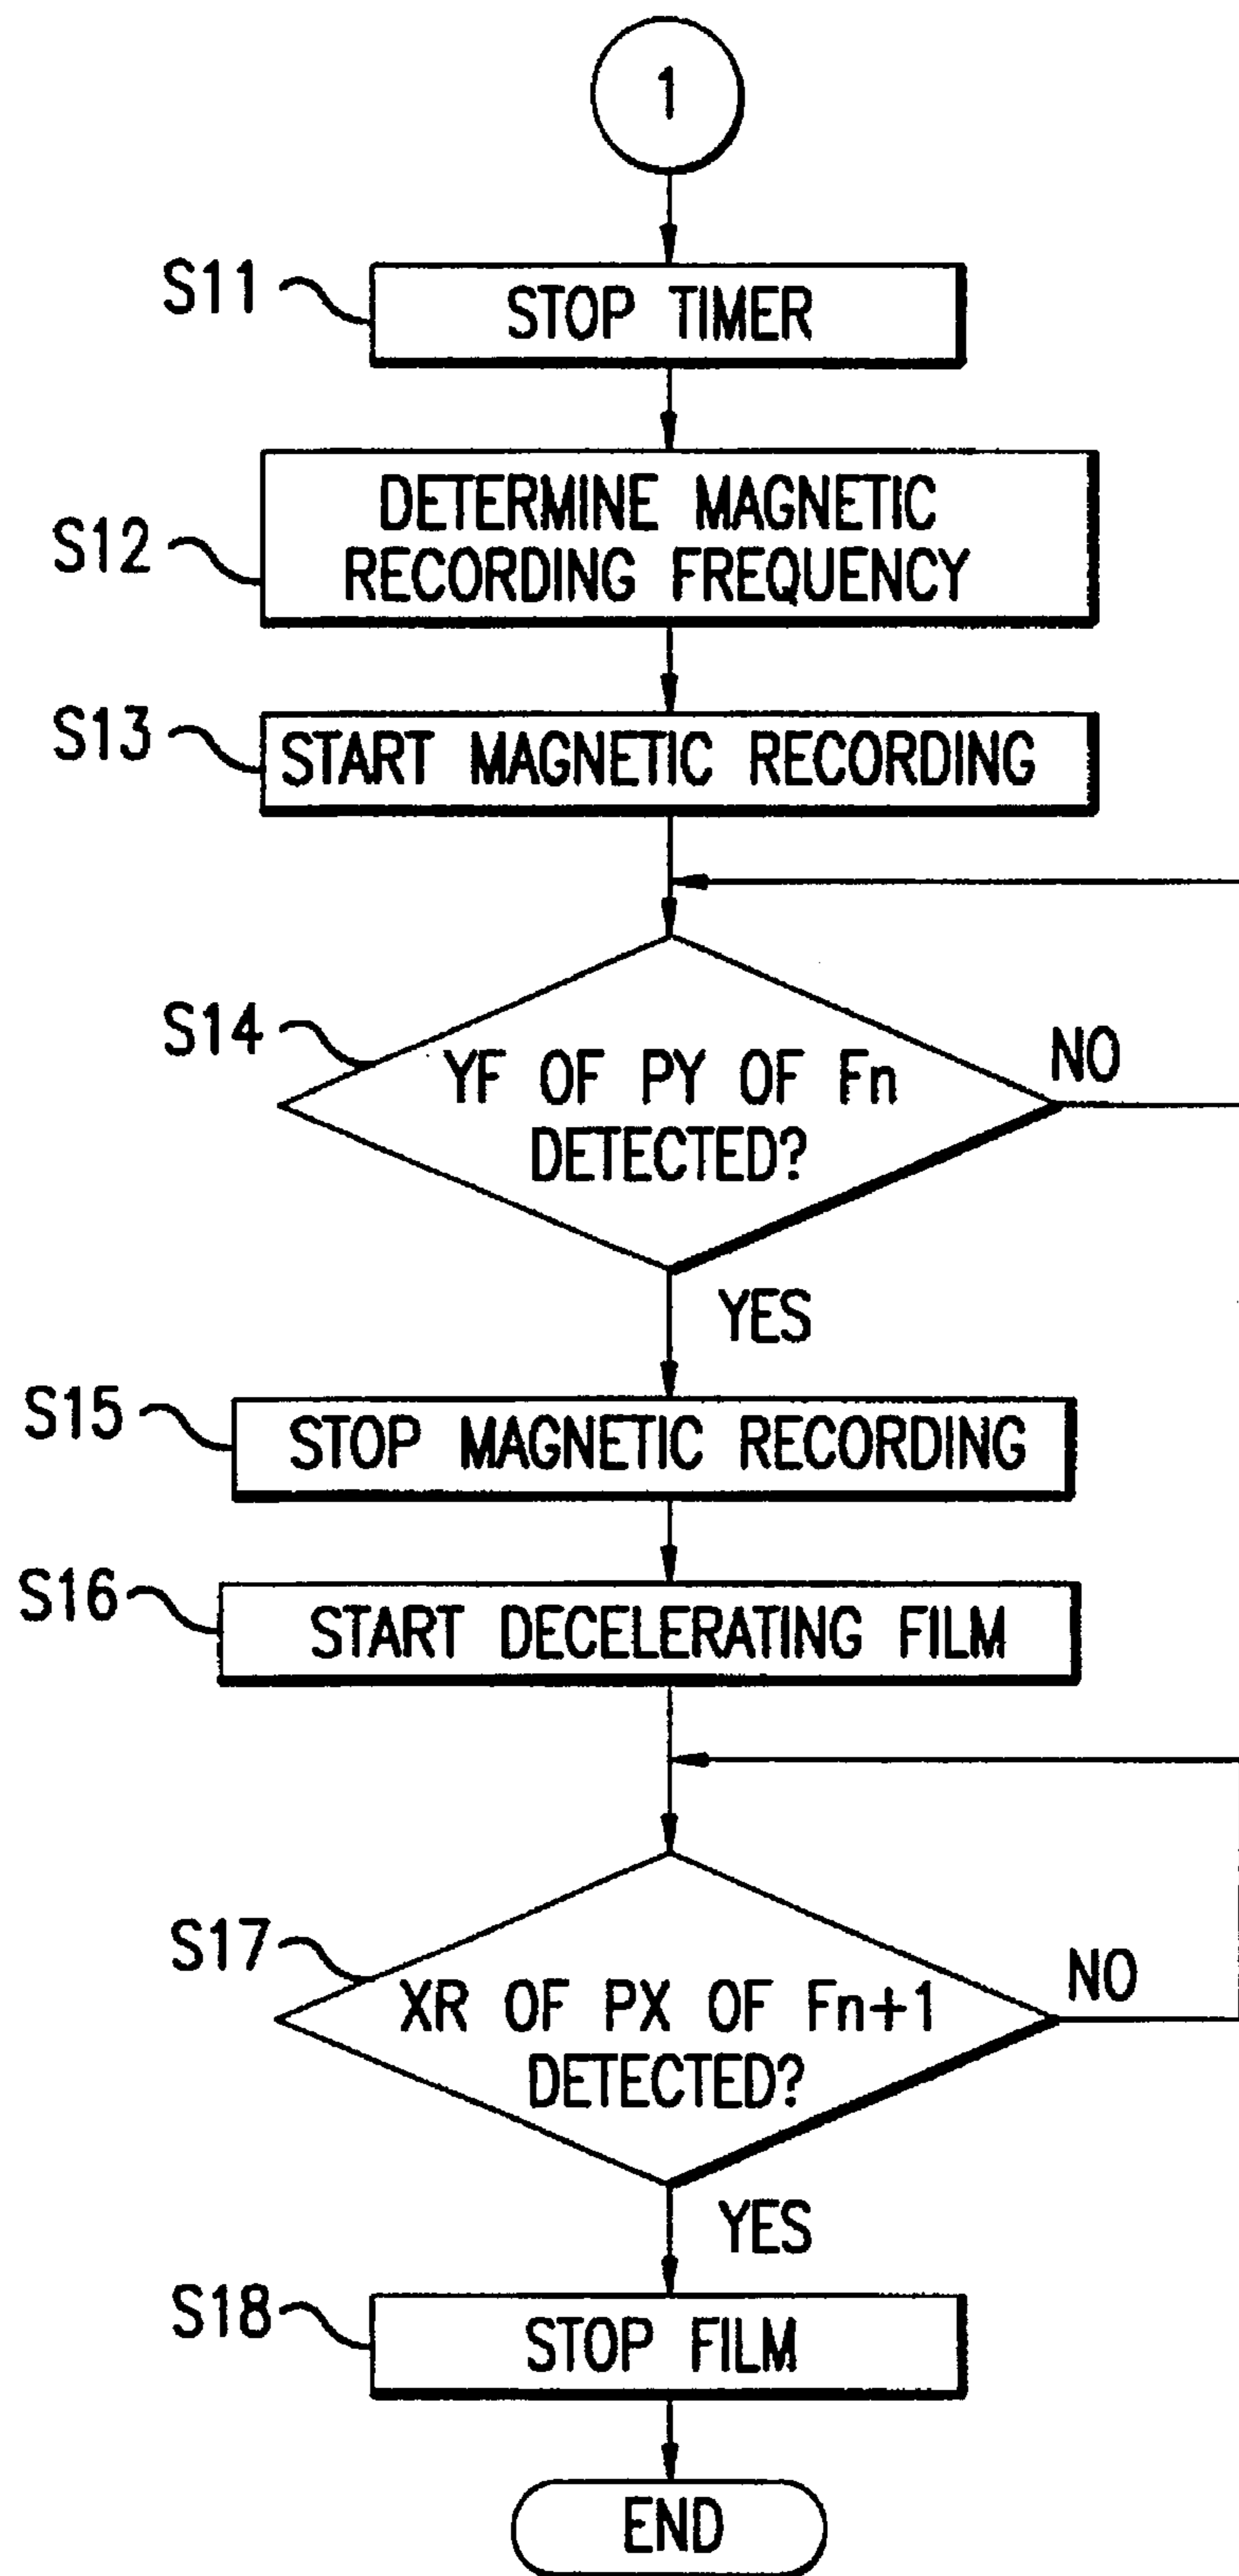 1
S11
STOP TIMER
S12
DETERMINE MAGNETIC
RECORDING FREQUENCY
S13
START MAGNETIC RECORDING
S14
YF OF PY OF Fn
DETECTED?
NO
YES
S15
STOP MAGNETIC RECORDING
S16
START DECELERATING FILM
S17
XR OF PX OF Fn+1
DETECTED?
NO
YES
S18
STOP FILM
END